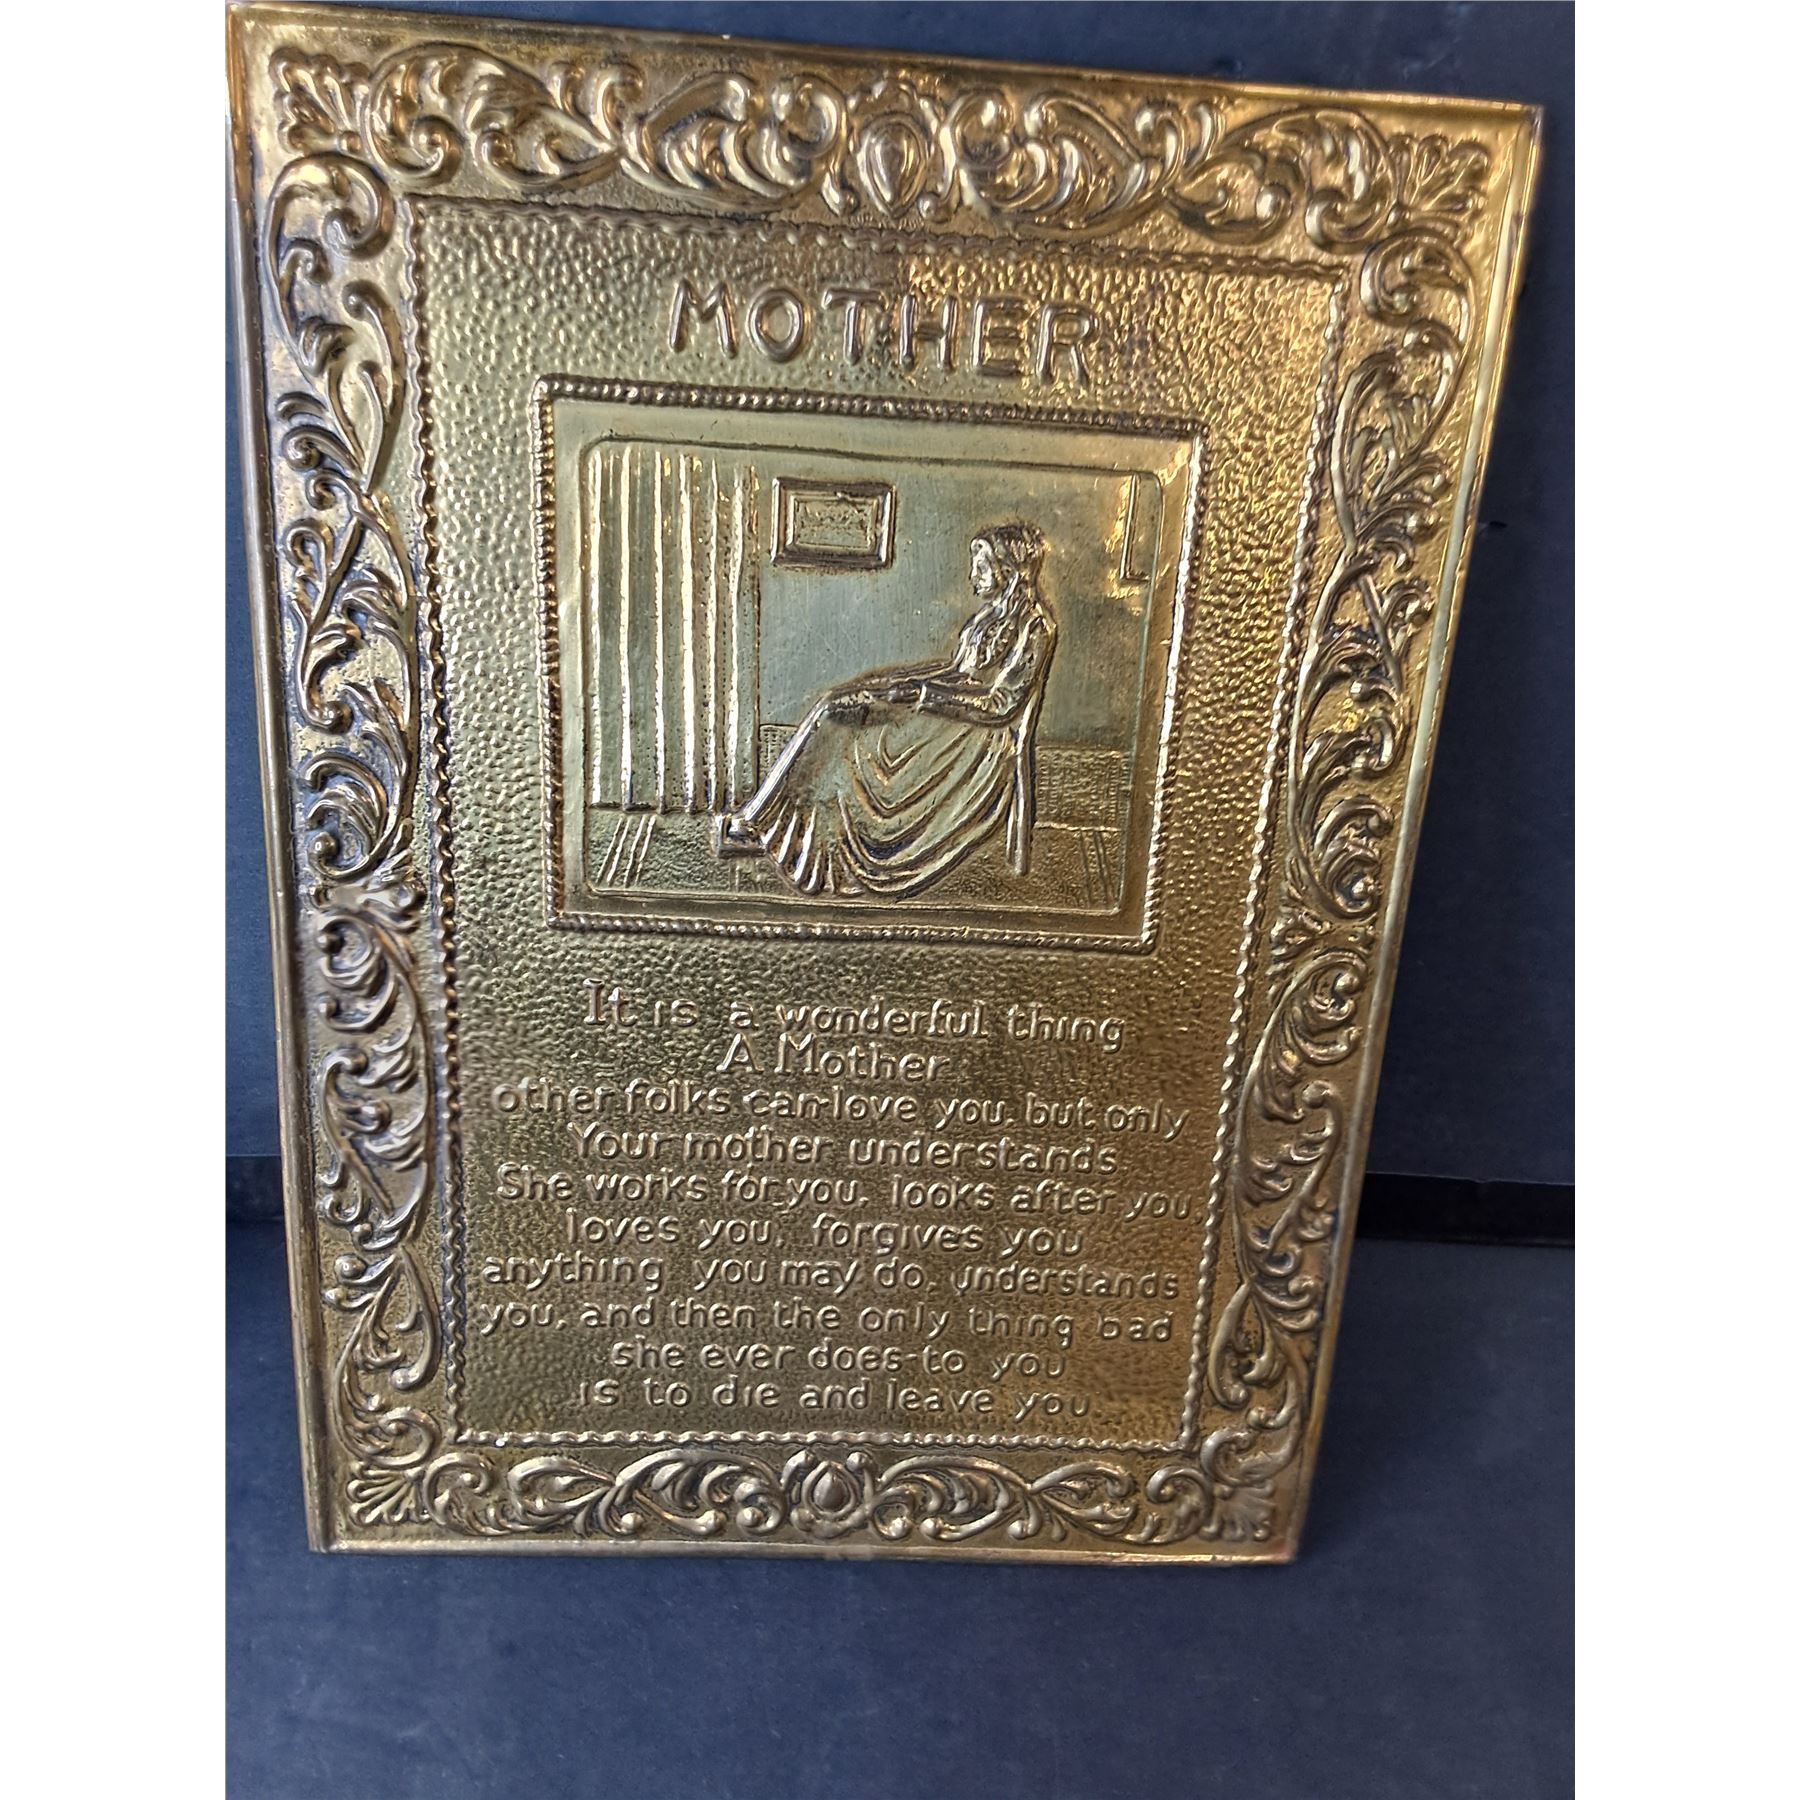 MOTHER
It is a wonderful thing
A Mother
other folks can love you. but only
Your mother understands.
She works for you. looks after you,
loves you, forgives you
anything you may do, understands
you, and then the only thing bad
she ever does to you
is to die and leave you.